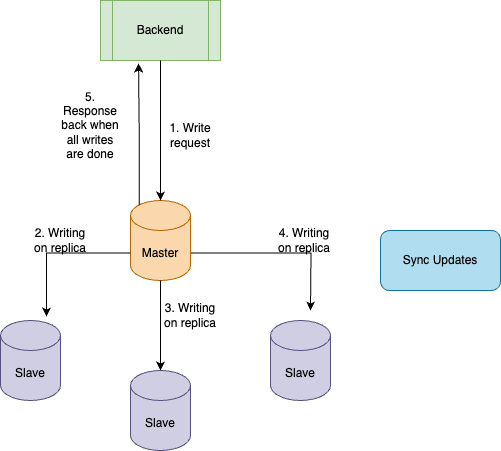 Backend
5.
Response
back when
all writes
are done
1. Write
request
2. Writing
on replica
Master
4. Writing
on replica
Sync Updates
3. Writing
on replica
Slave
Slave
Slave